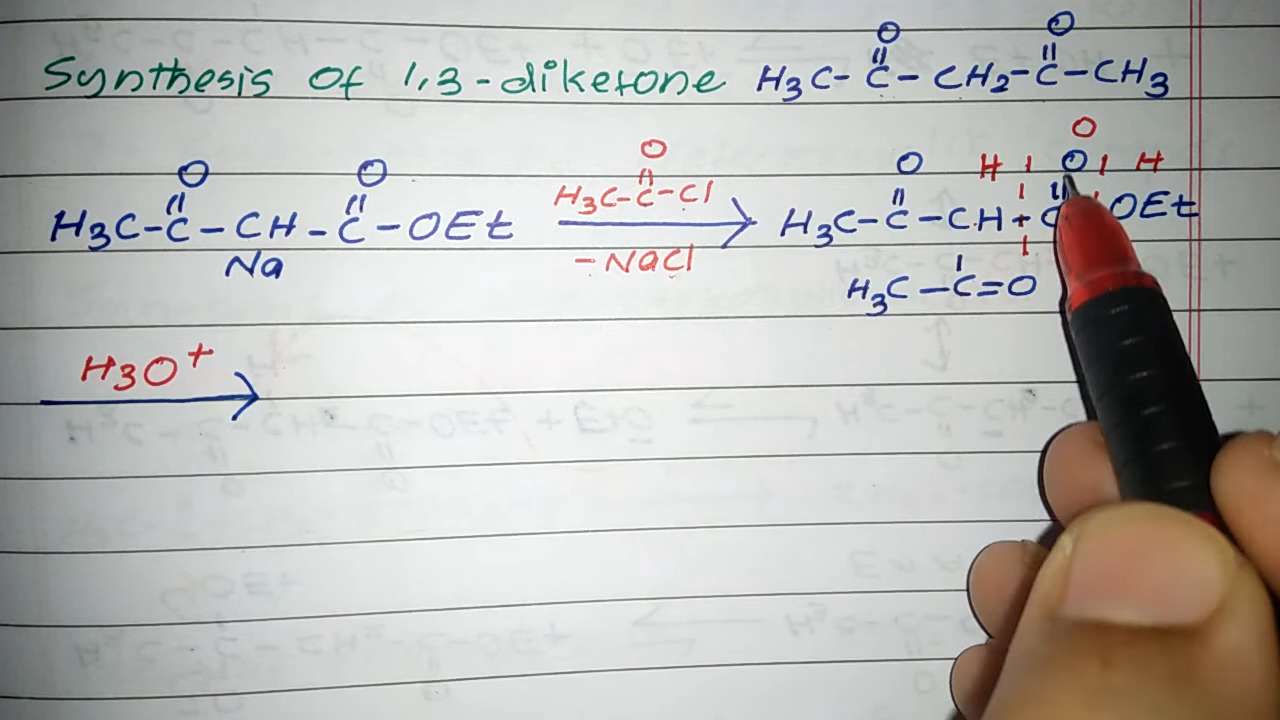 Synthesis of 1,3-diketone H3C-C-CH2-C-CH3
O O
O
O O H3C-C-Cl O H O H
H3C-C-CH-C-OEt H3C-C-CH+C OEt
Na -NaCl H3C-C=O
H3O+